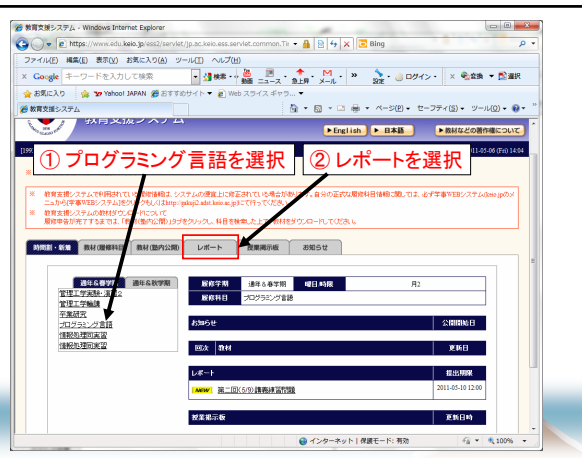 教育支援システム - Windows Internet Explorer
https://www.edu.keio.jp/ess2/servlet/jp.ac.keio.ess.servlet.common.Tir
Bing
ファイル(F) 編集(E) 表示(V) お気に入り(A) ツール(T) ヘルプ(H)
Google キーワードを入力して検索 検索 動画 ニュース 急上昇 メール 設定 ログイン 変換 選択
お気に入り Yahoo! JAPAN おすすめサイト Web スライス ギャラ...
教育支援システム
ページ(P) セーフティ(S) ツール(O)
教育支援システム
English 日本語 教材などの著作権について
① プログラミング言語を選択 ② レポートを選択
(Fri) 14:04
時間割・新着 教材(履修科目) 教材(塾内公開) レポート 授業掲示板 お知らせ
通年&春学期 通年&秋学期
管理工学実験・演習2
管理工学輪講
卒業研究
プログラミング言語
情報処理同実習
情報処理同実習
履修学期 通年&春学期 曜日時限 月2
履修科目 プログラミング言語
お知らせ 公開開始日
回次 教材 更新日
レポート 提出期限
NEW 第二回(5/9)講義練習問題 2011-05-10 12:00
授業掲示板 更新日時
インターネット | 保護モード: 有効 100%